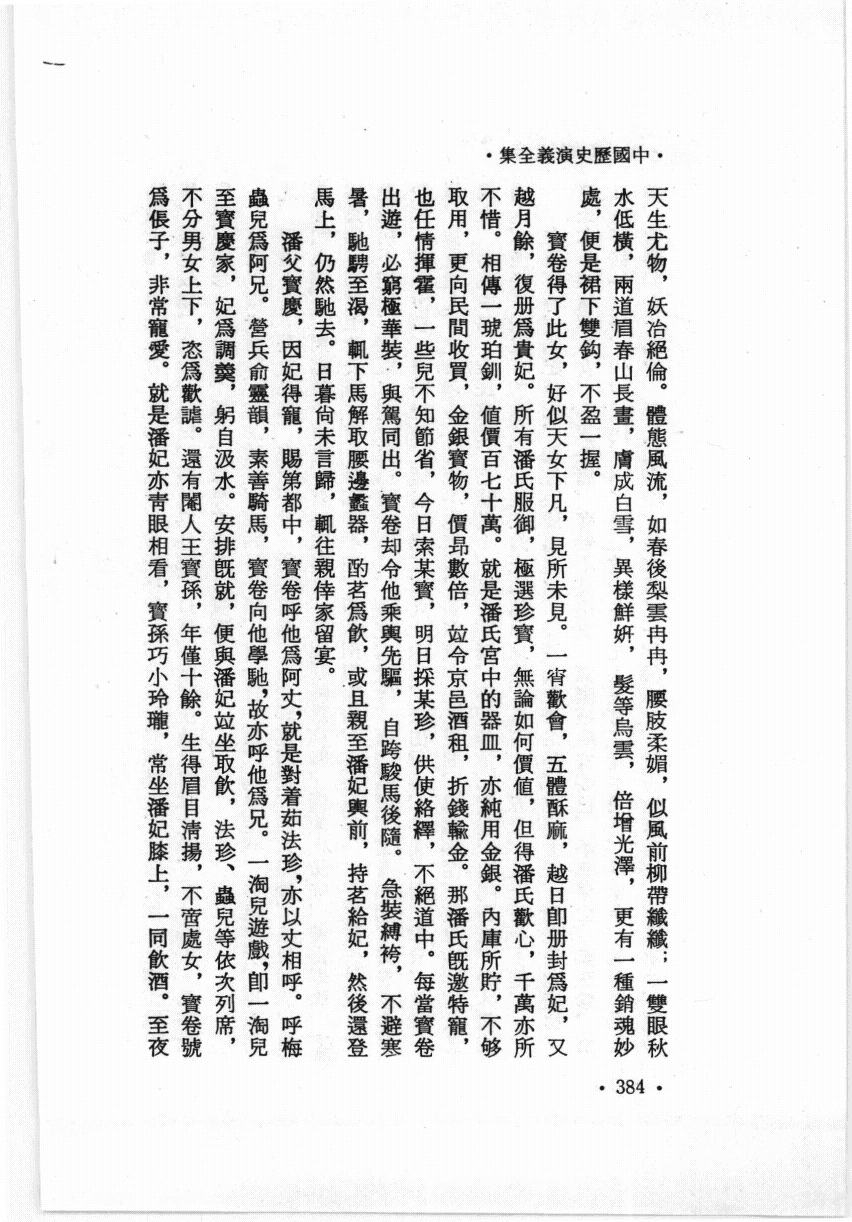 ·中國歷史演義全集·
天生尤物，妖冶絕倫。體態風流，如春後梨雲冉冉，腰肢柔媚，似風前柳帶纖纖；一雙眼秋
水低橫，兩道眉春山長畫，膚成白雪，異樣鮮妍，髮等烏雲，倍增光澤，更有一種銷魂妙
處，便是裙下雙鈎，不盈一握。
寶卷得了此女，好似天女下凡，見所未見。一宵歡會，五體酥麻，越日卽册封爲妃，又
越月餘，復册爲貴妃。所有潘氏服御，極選珍寶，無論如何價值，但得潘氏歡心，千萬亦所
不惜。相傳一琥珀釧，値價百七十萬。就是潘氏宮中的器皿，亦純用金銀。內庫所貯，不够
取用，更向民間收買，金銀寶物，價昂數倍，竝令京邑酒租，折錢輸金。那潘氏旣邀特寵，
也任情揮霍，一些兒不知節省，今日索某寶，明日採某珍，供使絡繹，不絕道中。每當寶卷
出遊，必窮極華裝，與駕同出。寶卷却令他乘輿先驅，自跨駿馬後隨。急裝縛袴，不避寒
暑，馳騁至渴，輒下馬解取腰邊蠡器，酌茗爲飲，或且親至潘妃輿前，持茗給妃，然後還登
馬上，仍然馳去。日暮尙未言歸，輒往親倖家留宴。
潘父寶慶，因妃得寵，賜第都中，寶卷呼他爲阿丈，就是對着茹法珍，亦以丈相呼。呼梅
蟲兒爲阿兄。營兵俞靈韻，素善騎馬，寶卷向他學馳，故亦呼他爲兄。一淘兒遊戲，卽一淘兒
至寶慶家，妃爲調羹，躬自汲水。安排旣就，便與潘妃竝坐取飲，法珍、蟲兒等依次列席，
不分男女上下，恣爲歡謔。還有閹人王寶孫，年僅十餘。生得眉目淸揚，不啻處女，寶卷號
爲倀子，非常寵愛。就是潘妃亦靑眼相看，寶孫巧小玲瓏，常坐潘妃膝上，一同飲酒。至夜
·384·